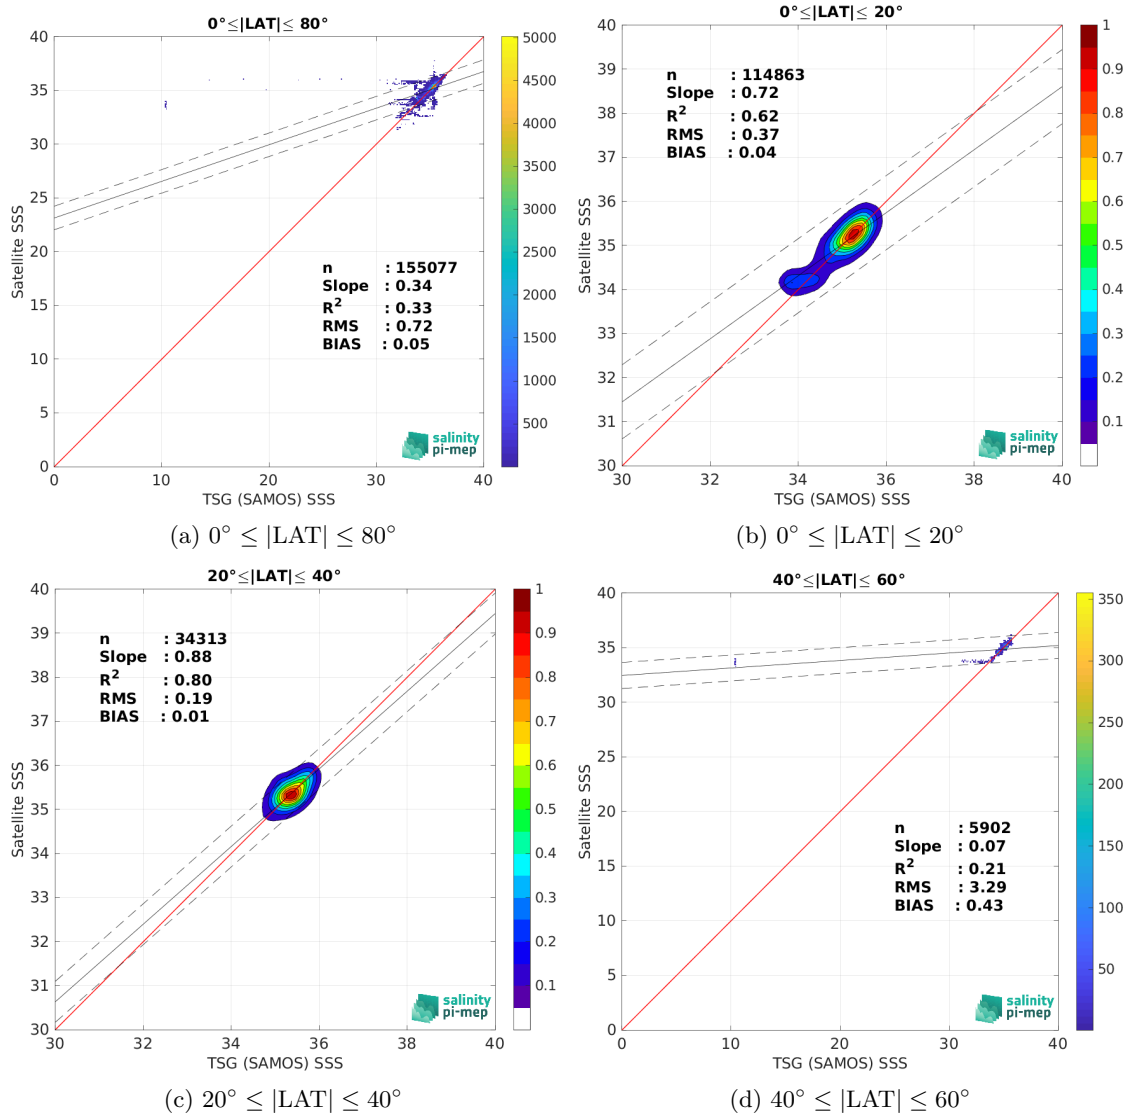 0°≤|LAT|≤ 80°
40
35
30
25
20
15
10
5
0
0
10
20
30
40
Satellite SSS
TSG (SAMOS) SSS
n : 155077
Slope : 0.34
R² : 0.33
RMS : 0.72
BIAS : 0.05
salinity
pi-mep
5000
4500
4000
3500
3000
2500
2000
1500
1000
500
(a) 0° ≤ |LAT| ≤ 80°
0°≤|LAT|≤ 20°
40
39
38
37
36
35
34
33
32
31
30
30
32
34
36
38
40
Satellite SSS
TSG (SAMOS) SSS
n : 114863
Slope : 0.72
R² : 0.62
RMS : 0.37
BIAS : 0.04
salinity
pi-mep
1
0.9
0.8
0.7
0.6
0.5
0.4
0.3
0.2
0.1
(b) 0° ≤ |LAT| ≤ 20°
20°≤|LAT|≤ 40°
40
39
38
37
36
35
34
33
32
31
30
30
32
34
36
38
40
Satellite SSS
TSG (SAMOS) SSS
n : 34313
Slope : 0.88
R² : 0.80
RMS : 0.19
BIAS : 0.01
salinity
pi-mep
1
0.9
0.8
0.7
0.6
0.5
0.4
0.3
0.2
0.1
(c) 20° ≤ |LAT| ≤ 40°
40°≤|LAT|≤ 60°
40
35
30
25
20
15
10
5
0
0
10
20
30
40
Satellite SSS
TSG (SAMOS) SSS
n : 5902
Slope : 0.07
R² : 0.21
RMS : 3.29
BIAS : 0.43
salinity
pi-mep
350
300
250
200
150
100
50
(d) 40° ≤ |LAT| ≤ 60°